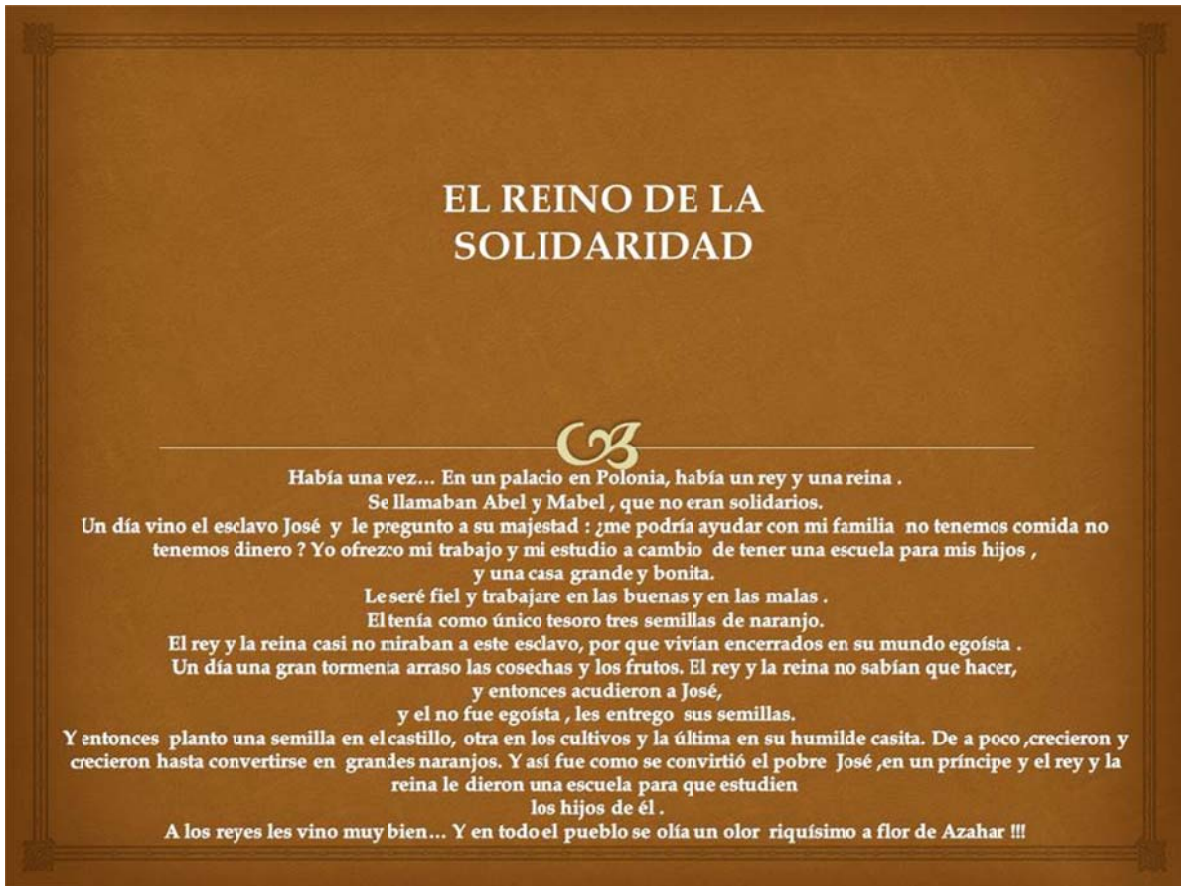 EL REINO DE LA
SOLIDARIDAD
Había una vez... En un palacio en Polonia, había un rey y una reina .
Se llamaban Abel y Mabel , que no eran solidarios.
Un día vino el esclavo José y le pregunto a su majestad : ¿me podría ayudar con mi familia no tenemos comida no
tenemos dinero ? Yo ofrezco mi trabajo y mi estudio a cambio de tener una escuela para mis hijos ,
y una casa grande y bonita.
Le seré fiel y trabajare en las buenas y en las malas .
El tenía como único tesoro tres semillas de naranjo.
El rey y la reina casi no miraban a este esclavo, por que vivían encerrados en su mundo egoísta .
Un día una gran tormenta arraso las cosechas y los frutos. El rey y la reina no sabían que hacer,
y entonces acudieron a José,
y el no fue egoísta , les entrego sus semillas.
Y entonces planto una semilla en el castillo, otra en los cultivos y la última en su humilde casita. De a poco ,crecieron y
crecieron hasta convertirse en grandes naranjos. Y así fue como se convirtió el pobre José ,en un príncipe y el rey y la
reina le dieron una escuela para que estudien
los hijos de él .
A los reyes les vino muy bien... Y en todo el pueblo se olía un olor riquísimo a flor de Azahar !!!